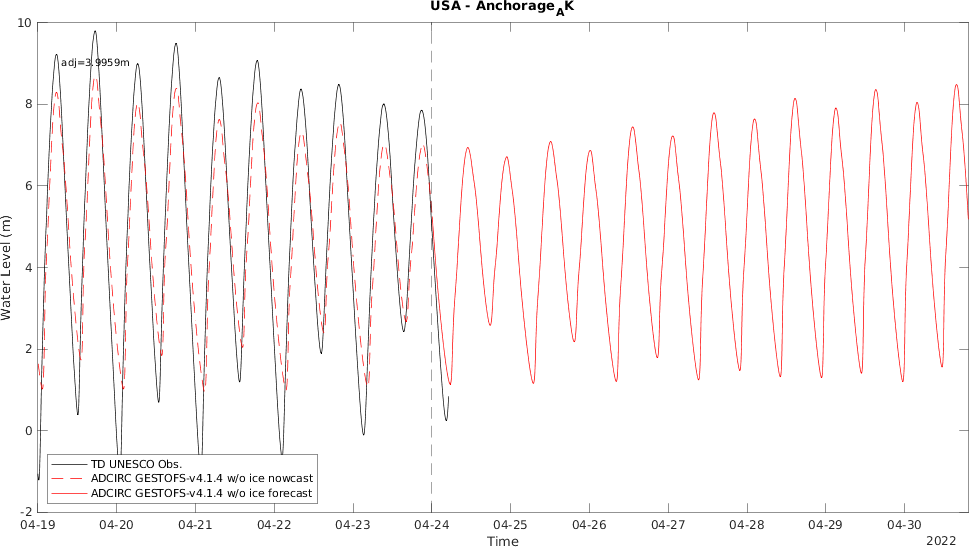 USA - Anchorage_AK
10
adj=3.9959m
8
6
4
2
0
-2
Water Level (m)
TD UNESCO Obs.
ADCIRC GESTOFS-v4.1.4 w/o ice nowcast
ADCIRC GESTOFS-v4.1.4 w/o ice forecast
04-19 04-20 04-21 04-22 04-23 04-24 04-25 04-26 04-27 04-28 04-29 04-30
Time
2022